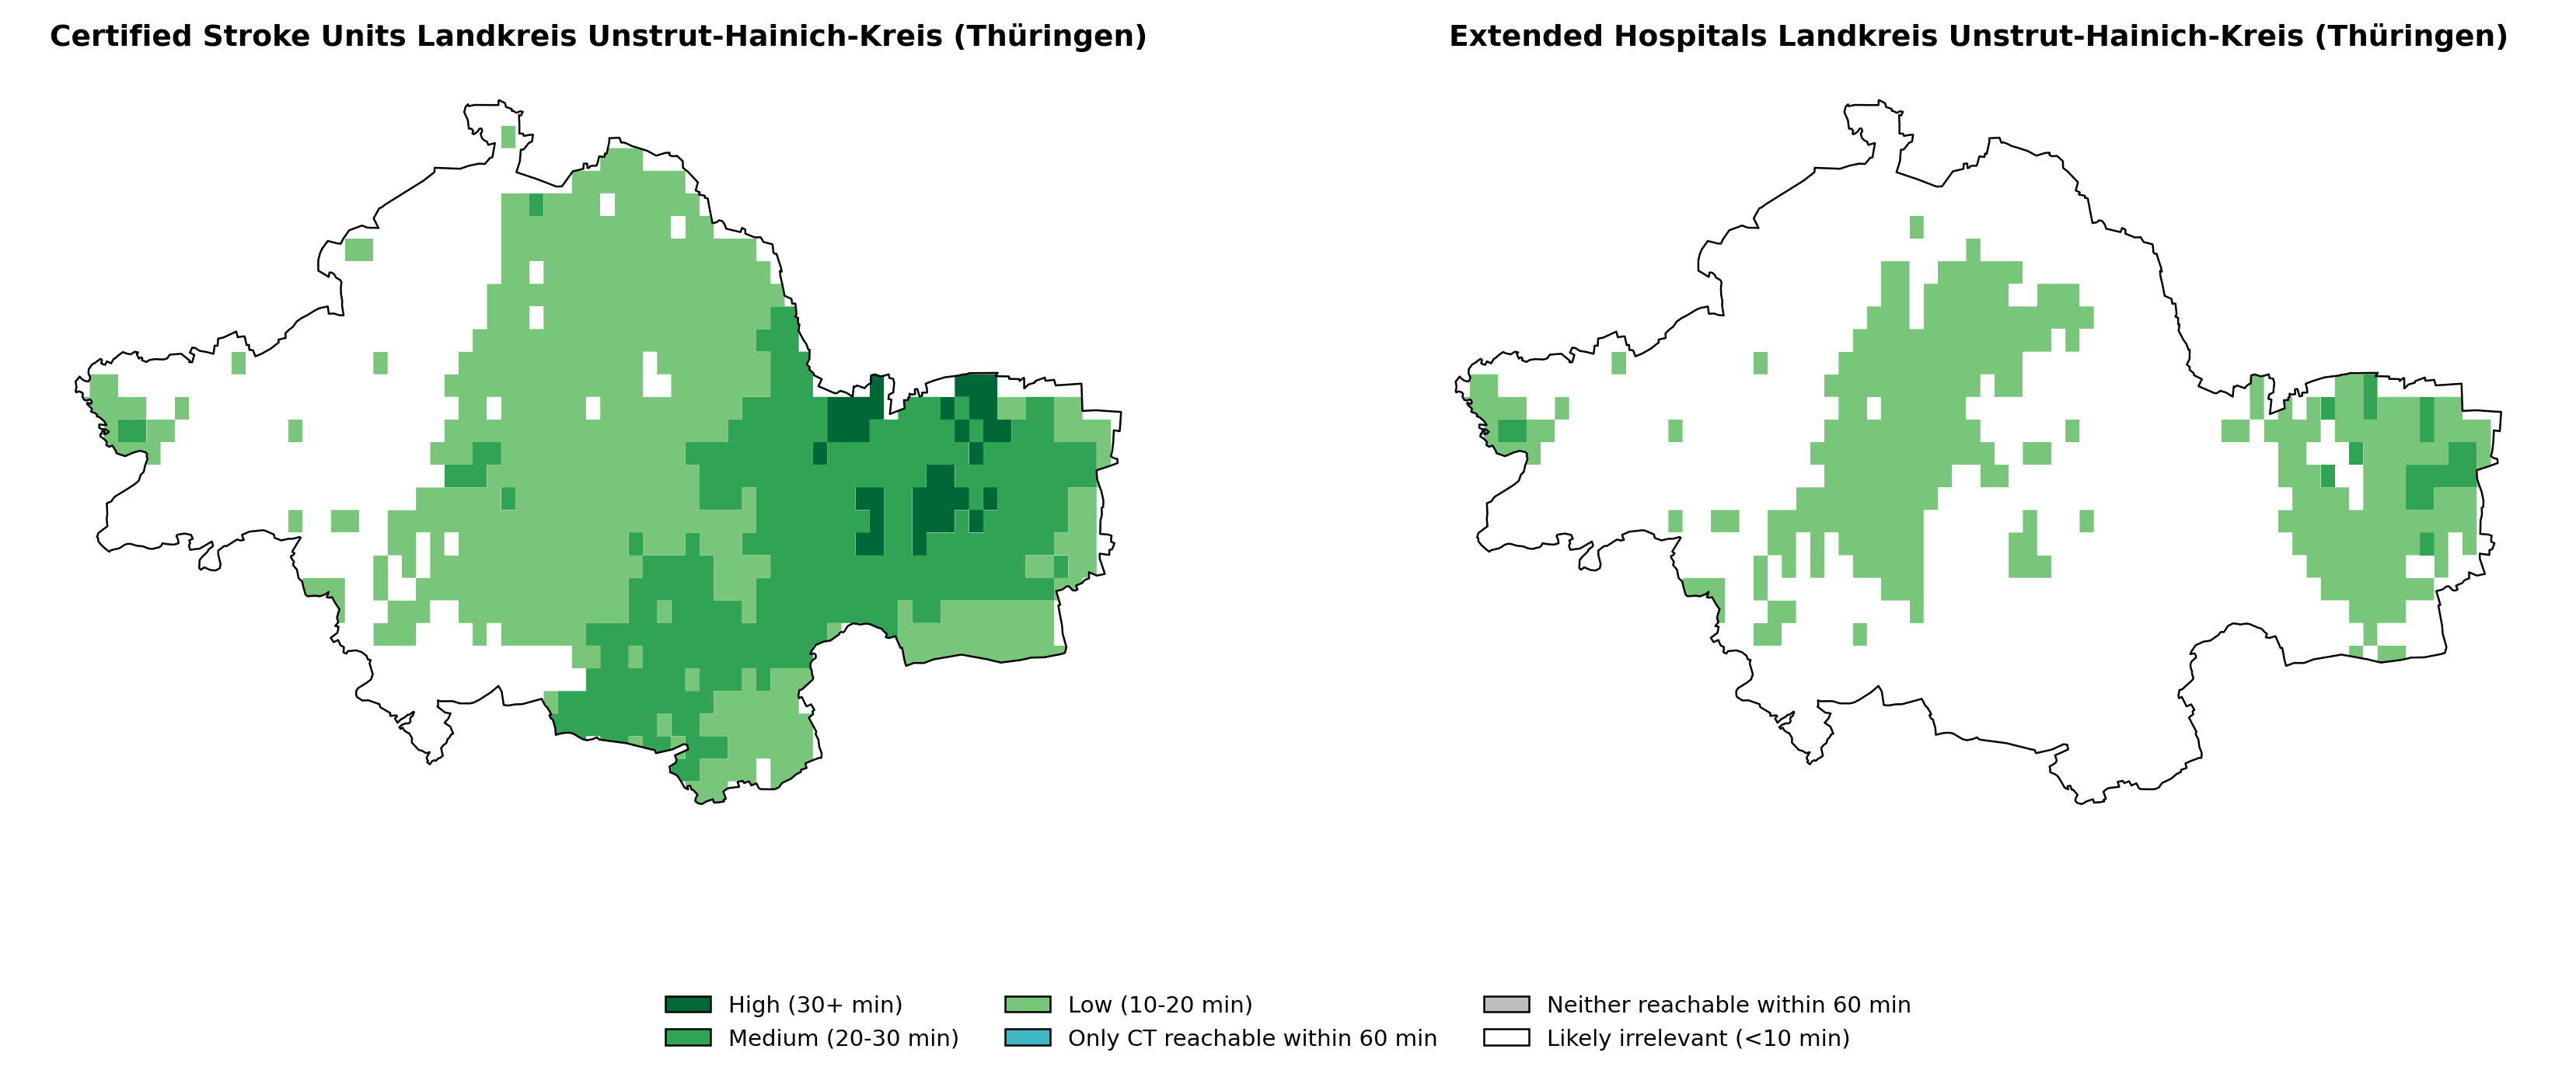 Certified Stroke Units Landkreis Unstrut-Hainich-Kreis (Thüringen)
Extended Hospitals Landkreis Unstrut-Hainich-Kreis (Thüringen)
High (30+ min)
Medium (20-30 min)
Low (10-20 min)
Only CT reachable within 60 min
Neither reachable within 60 min
Likely irrelevant (<10 min)